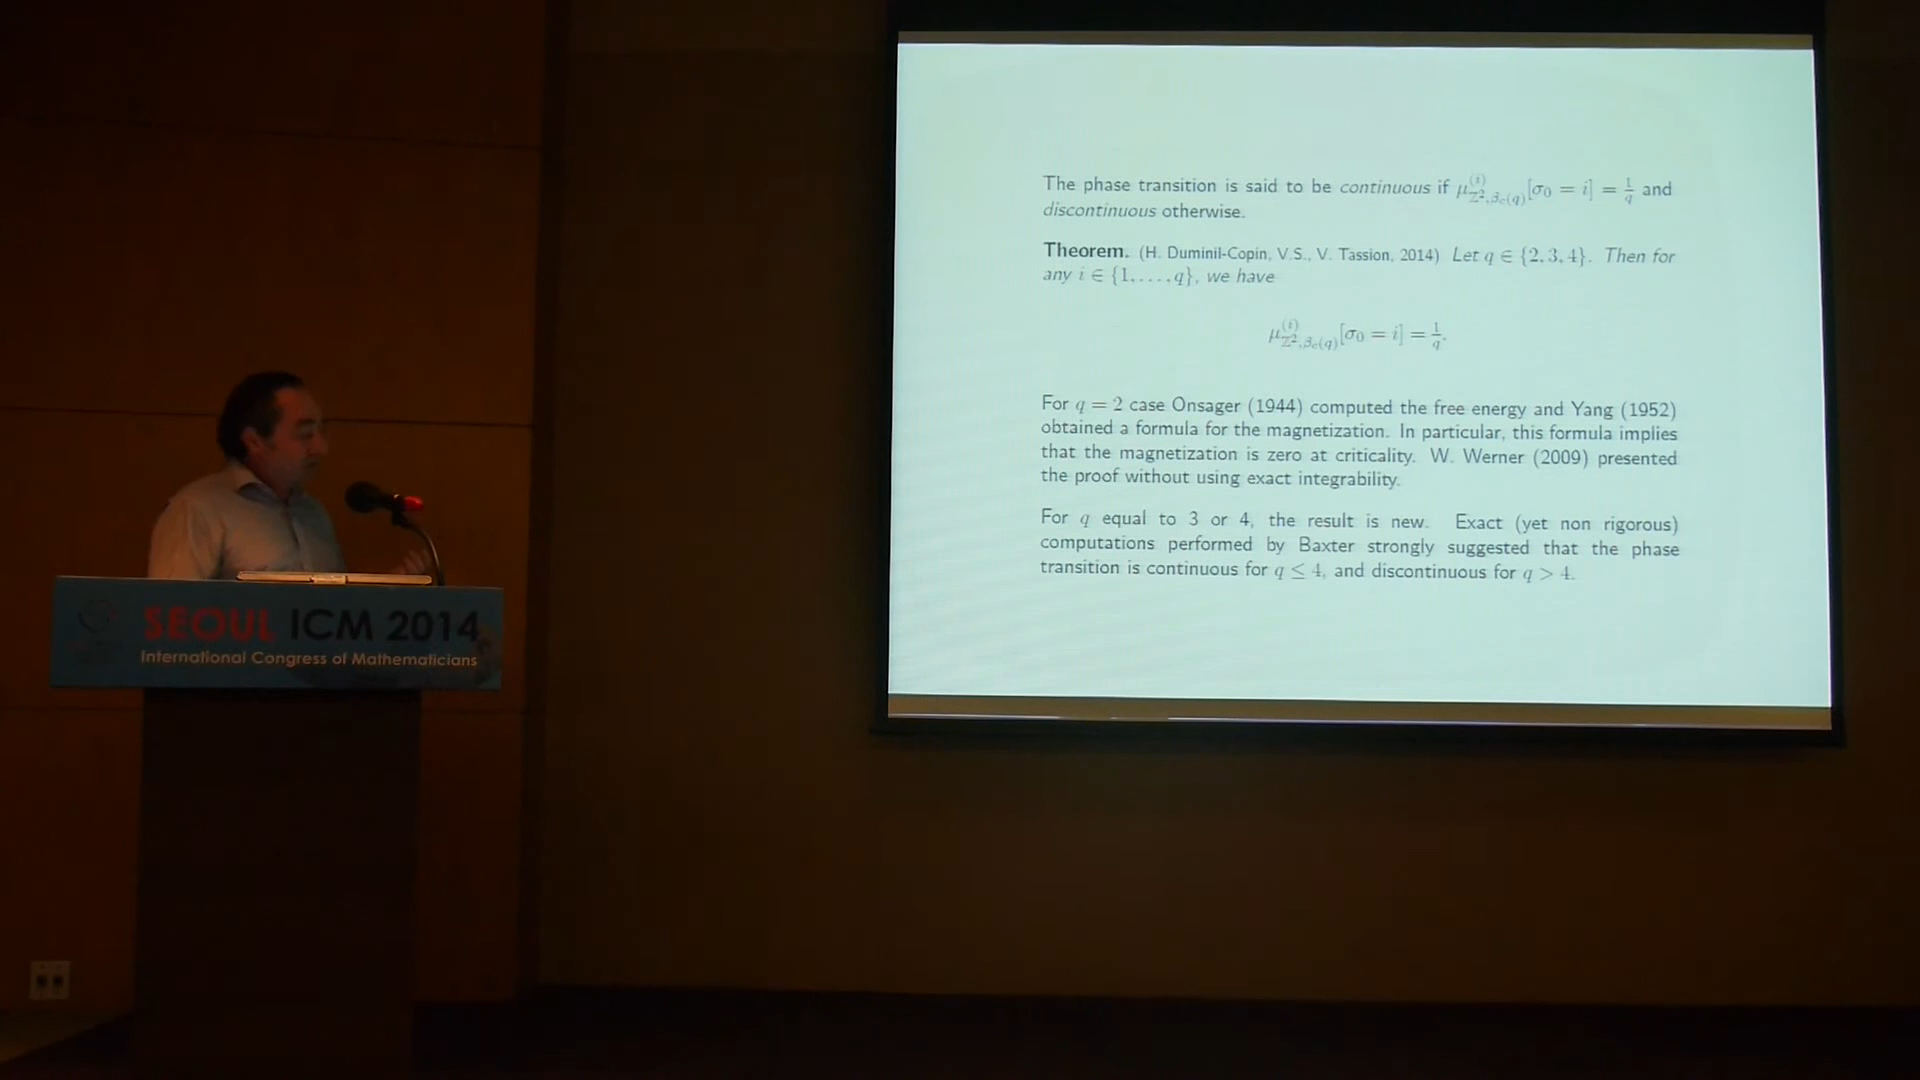 The phase transition is said to be continuous if μ^{(i)}_{ℤ²,β_c(q)}[σ₀ = i] = 1/q and
discontinuous otherwise.
Theorem. (H. Duminil-Copin, V.S., V. Tassion, 2014) Let q ∈ {2, 3, 4}. Then for
any i ∈ {1, . . . , q}, we have
μ^{(i)}_{ℤ²,β_c(q)}[σ₀ = i] = 1/q.
For q = 2 case Onsager (1944) computed the free energy and Yang (1952)
obtained a formula for the magnetization. In particular, this formula implies
that the magnetization is zero at criticality. W. Werner (2009) presented
the proof without using exact integrability.
For q equal to 3 or 4, the result is new. Exact (yet non rigorous)
computations performed by Baxter strongly suggested that the phase
transition is continuous for q ≤ 4, and discontinuous for q > 4.
SEOUL ICM 2014
International Congress of Mathematicians